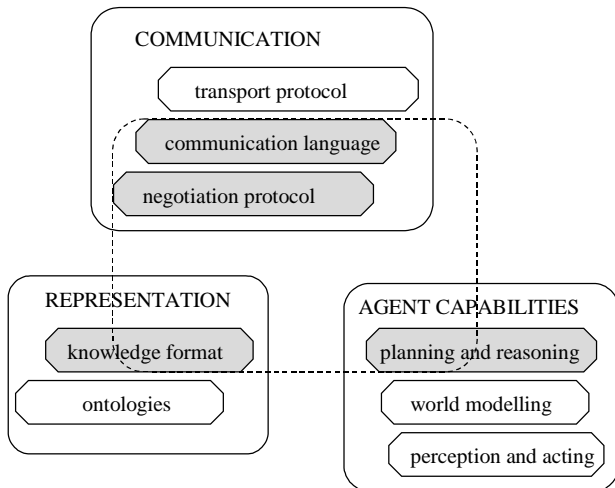 COMMUNICATION
transport protocol
communication language
negotiation protocol
REPRESENTATION
knowledge format
ontologies
AGENT CAPABILITIES
planning and reasoning
world modelling
perception and acting